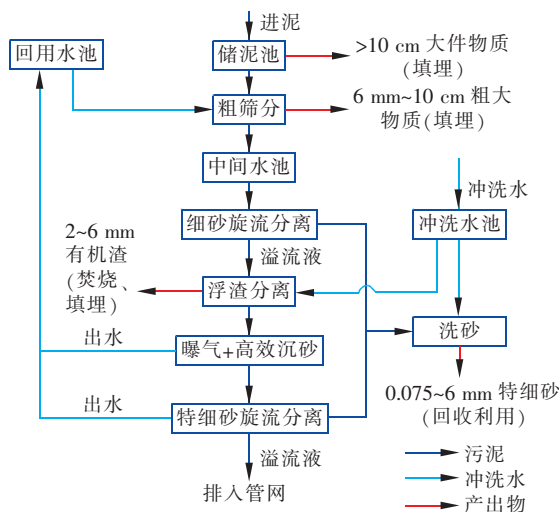 进泥
回用水池
储泥池
>10 cm 大件物质
(填埋)
粗筛分
6 mm~10 cm 粗大
物质(填埋)
中间水池
冲洗水
细砂旋流分离
冲洗水池
2~6 mm
有机渣
(焚烧、
填埋)
溢流液
浮渣分离
洗砂
出水
曝气+高效沉砂
0.075~6 mm 特细砂
(回收利用)
出水
特细砂旋流分离
溢流液
排入管网
污泥
冲洗水
产出物